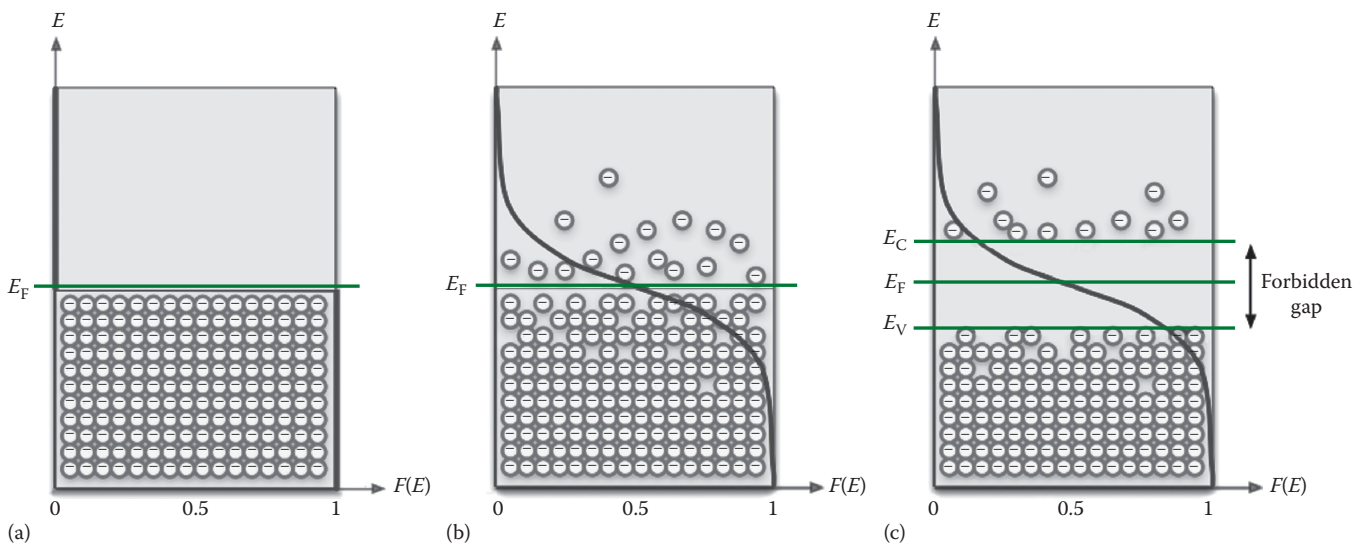 E
E
E
E_C
E_F
E_F
E_F
Forbidden
gap
E_V
0
0.5
1
F(E)
0
0.5
1
F(E)
0
0.5
1
F(E)
(a)
(b)
(c)